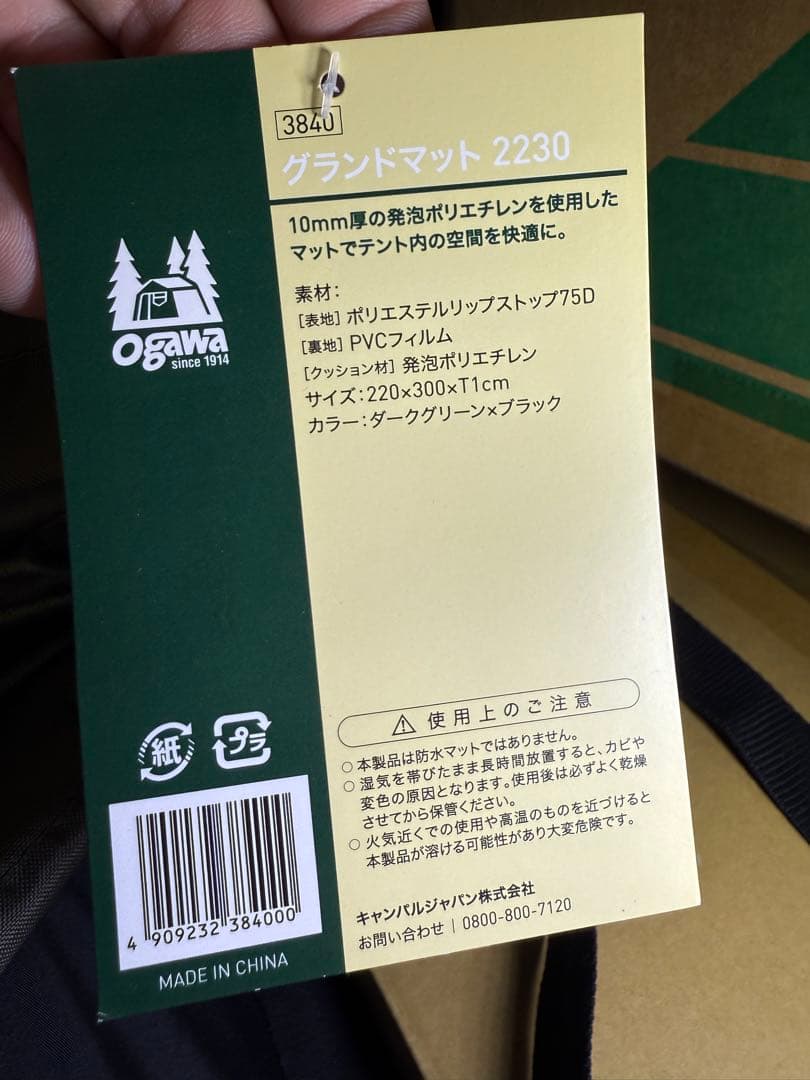 3840
グランドマット 2230
10mm厚の発泡ポリエチレンを使用した
マットでテント内の空間を快適に。
素材:
[表地] ポリエステルリップストップ75D
[裏地] PVCフィルム
[クッション材] 発泡ポリエチレン
サイズ:220×300×T1cm
カラー:ダークグリーン×ブラック
ogawa
since 1914
使用上のご注意
○ 本製品は防水マットではありません。
○ 湿気を帯びたまま長時間放置すると、カビや
変色の原因となります。使用後は必ずよく乾燥
させてから保管ください。
○ 火気近くでの使用や高温のものを近づけると
本製品が溶ける可能性があり大変危険です。
キャンパルジャパン株式会社
お問い合わせ | 0800-800-7120
紙
プラ
4 909232 384000
MADE IN CHINA